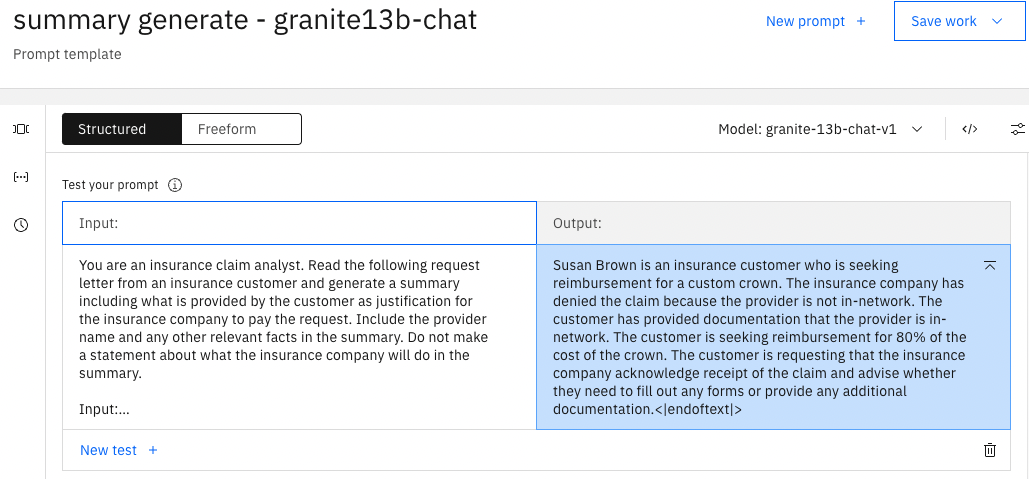 summary generate - granite13b-chat
New prompt +
Save work
Prompt template
Structured
Freeform
Model: granite-13b-chat-v1
</>
Test your prompt
Input:
Output:
You are an insurance claim analyst. Read the following request
letter from an insurance customer and generate a summary
including what is provided by the customer as justification for
the insurance company to pay the request. Include the provider
name and any other relevant facts in the summary. Do not make
a statement about what the insurance company will do in the
summary.
Input:...
Susan Brown is an insurance customer who is seeking
reimbursement for a custom crown. The insurance company has
denied the claim because the provider is not in-network. The
customer has provided documentation that the provider is in-
network. The customer is seeking reimbursement for 80% of the
cost of the crown. The customer is requesting that the insurance
company acknowledge receipt of the claim and advise whether
they need to fill out any forms or provide any additional
documentation.<|endoftext|>
New test +